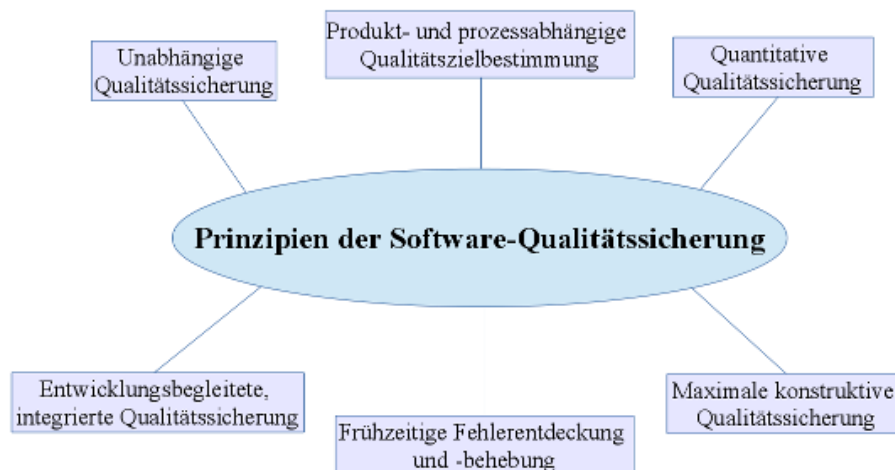 Produkt- und prozessabhängige
Qualitätszielbestimmung
Unabhängige
Qualitätssicherung
Quantitative
Qualitätssicherung
Prinzipien der Software-Qualitätssicherung
Entwicklungsbegleitete,
integrierte Qualitätssicherung
Maximale konstruktive
Qualitätssicherung
Frühzeitige Fehlerentdeckung
und -behebung